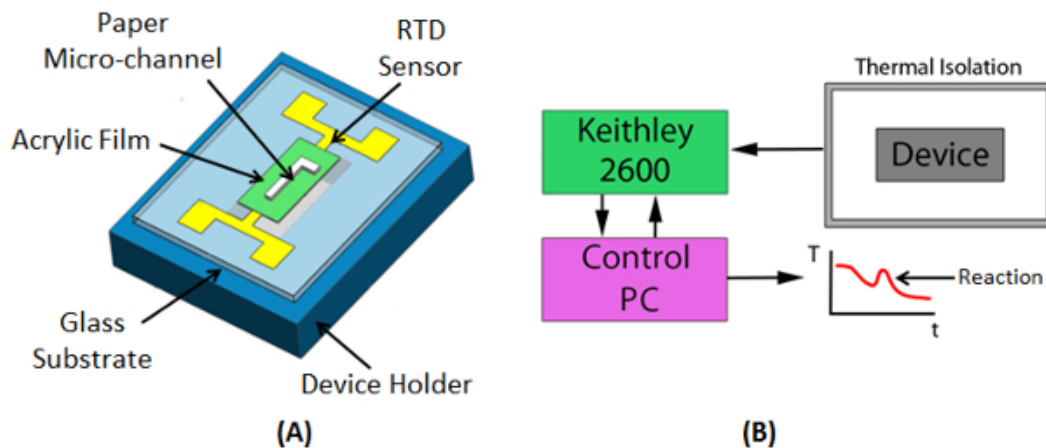 Paper
Micro-channel
RTD
Sensor
Acrylic Film
Glass
Substrate
Device Holder
(A)
Thermal Isolation
Keithley
2600
Device
Control
PC
T
Reaction
t
(B)